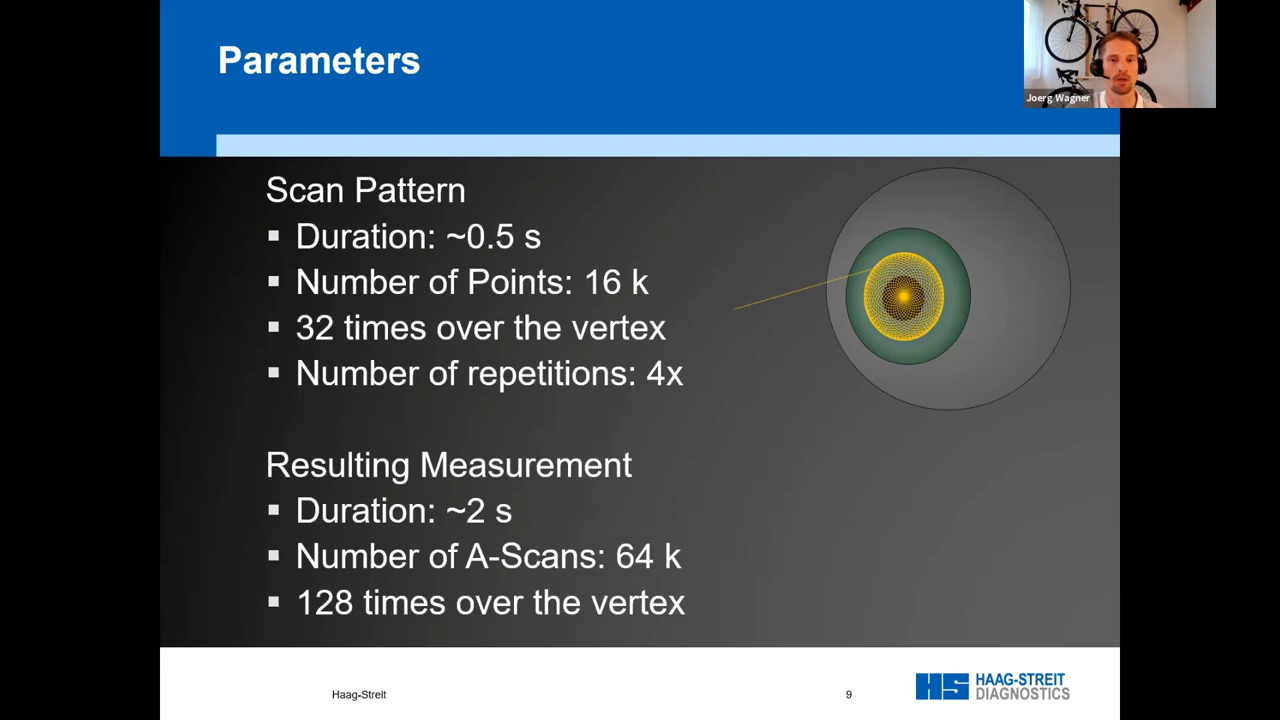 Parameters
Joerg Wagner
Scan Pattern
▪ Duration: ~0.5 s
▪ Number of Points: 16 k
▪ 32 times over the vertex
▪ Number of repetitions: 4x
Resulting Measurement
▪ Duration: ~2 s
▪ Number of A-Scans: 64 k
▪ 128 times over the vertex
Haag-Streit
9
HS HAAG-STREIT
DIAGNOSTICS